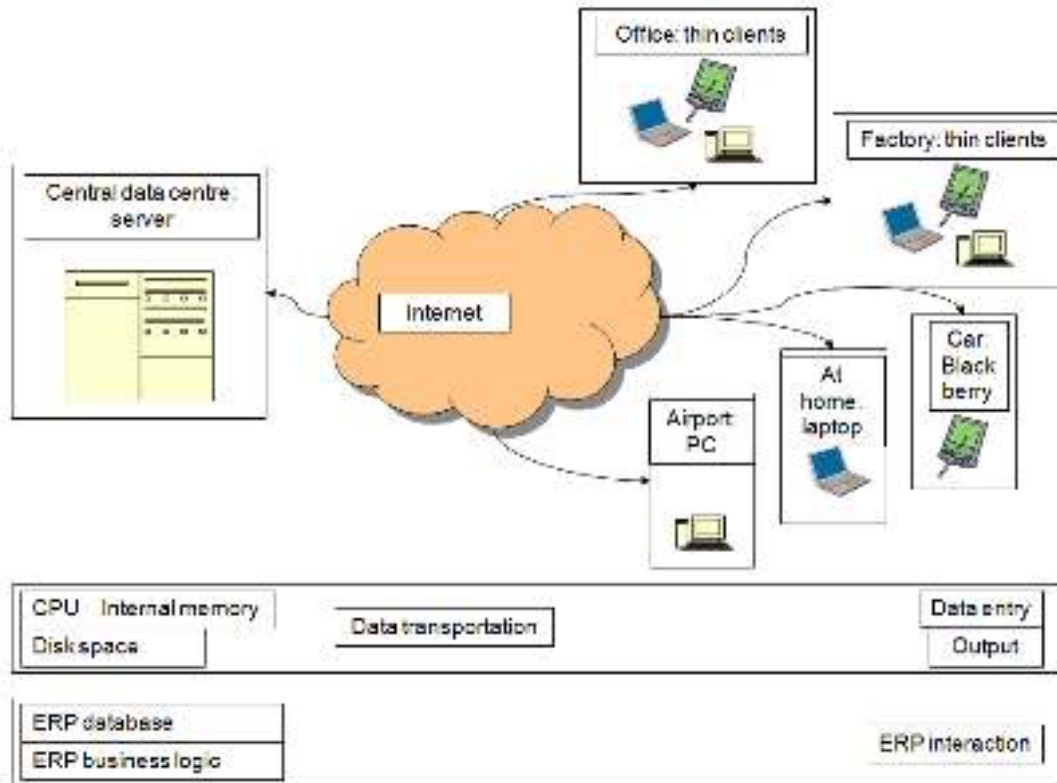 Office: thin clients
Factory: thin clients
Central data centre:
server
Internet
Car:
Black
berry
At
home:
laptop
Airport:
PC
CPU Internal memory
Disk space
Data transportation
Data entry
Output
ERP database
ERP business logic
ERP interaction